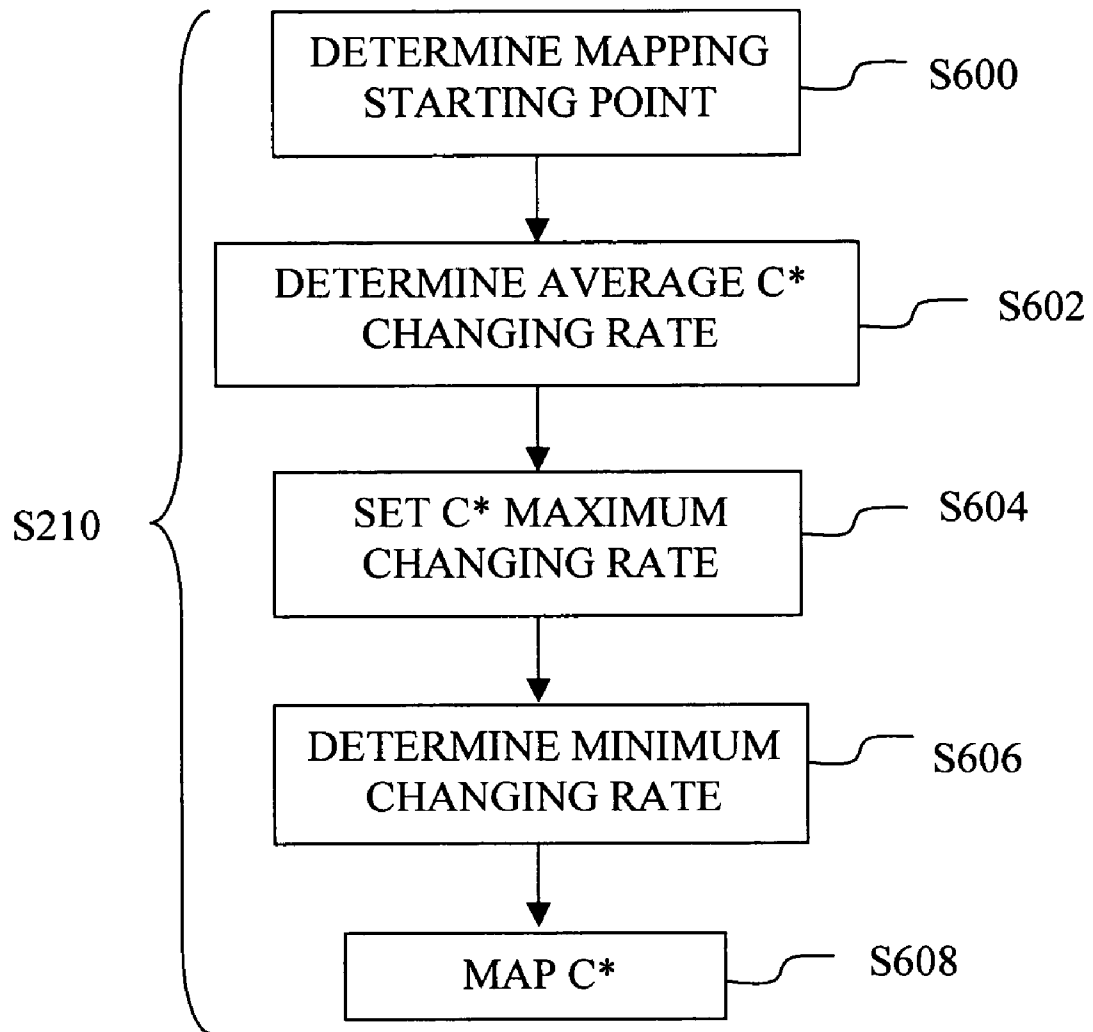 DETERMINE MAPPING
STARTING POINT
S600
DETERMINE AVERAGE C*
CHANGING RATE
S602
SET C* MAXIMUM
CHANGING RATE
S604
S210
DETERMINE MINIMUM
CHANGING RATE
S606
MAP C*
S608